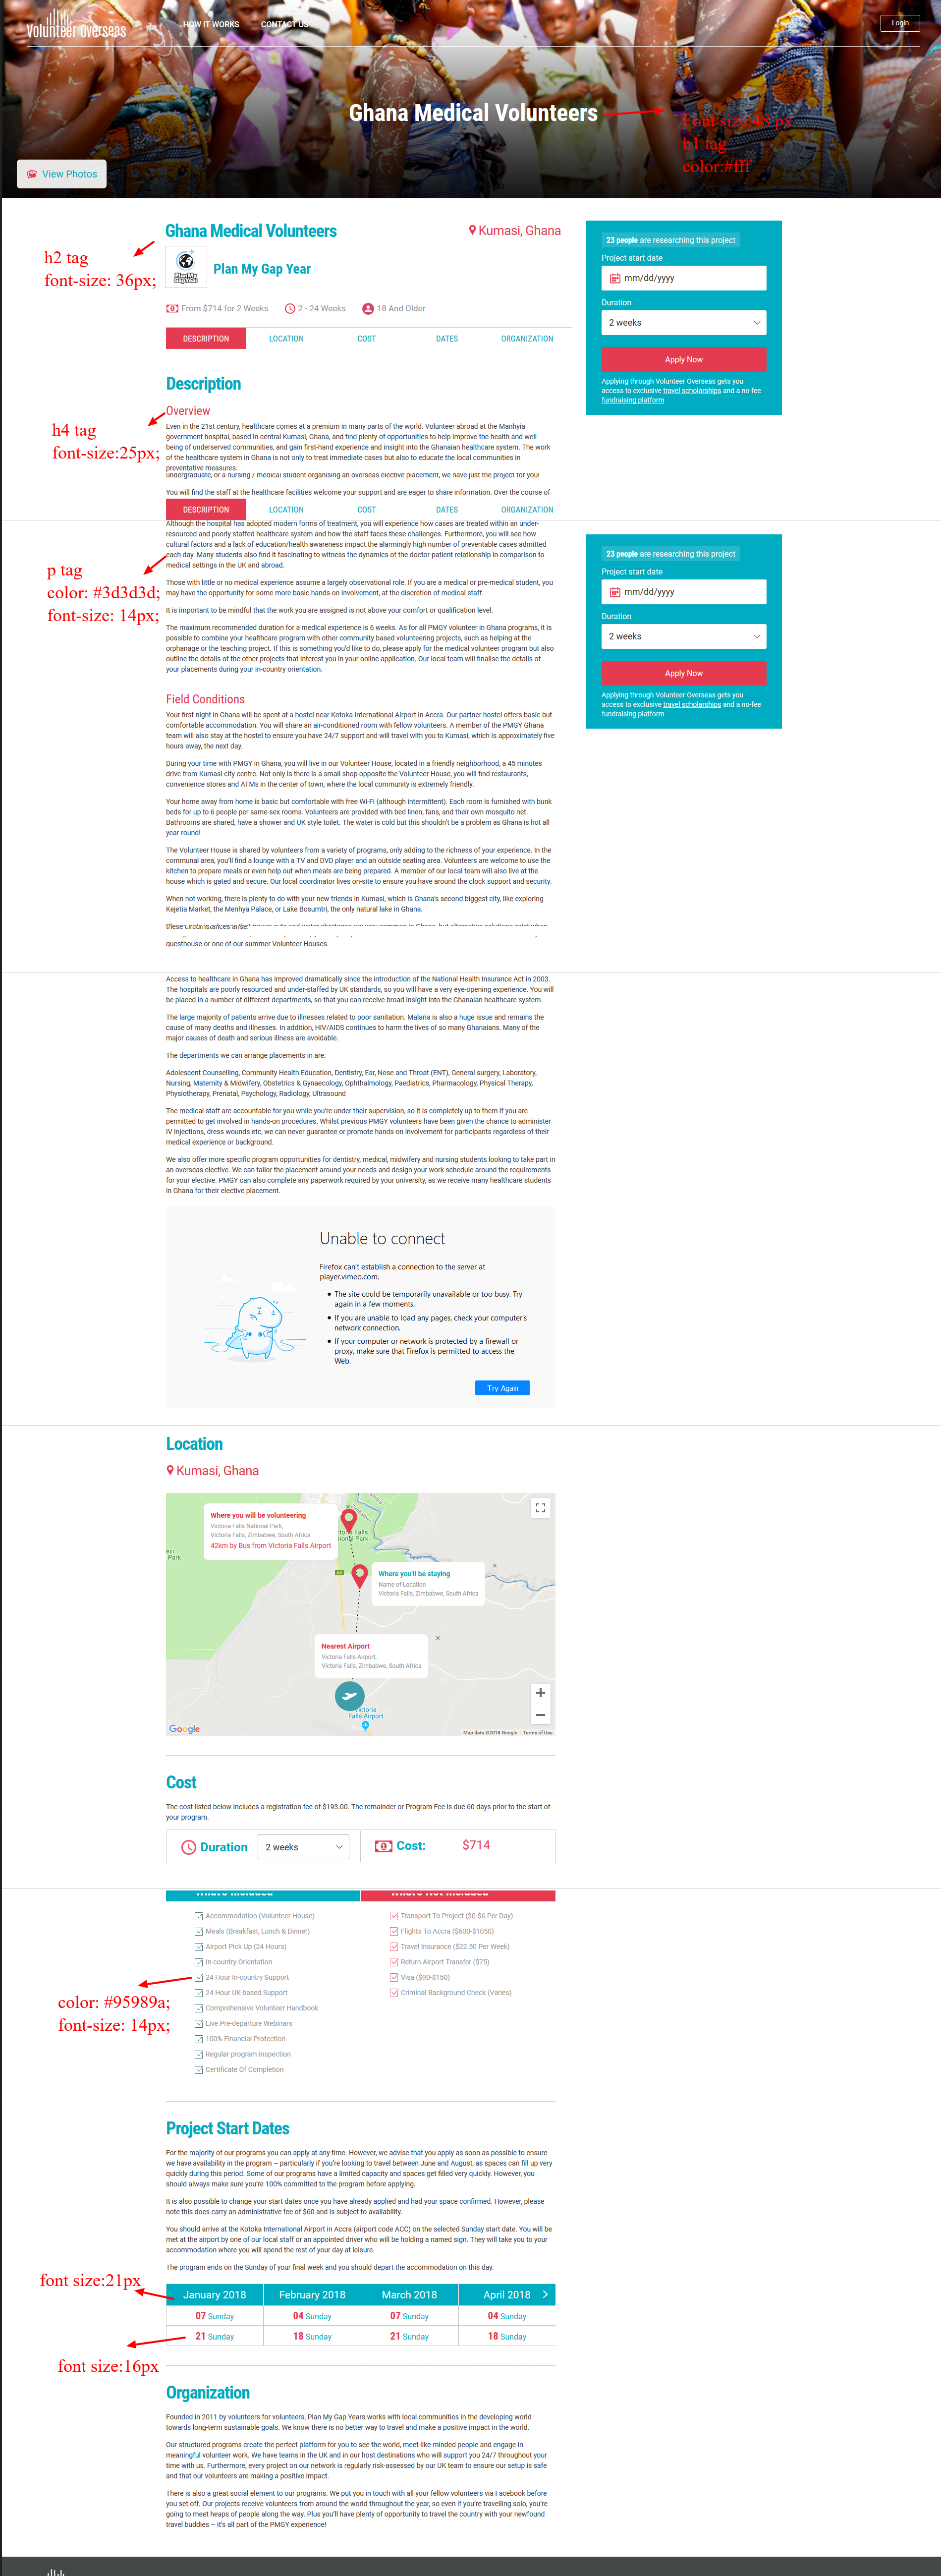 Volunteer overseas
HOW IT WORKS
CONTACT US
Login
Ghana Medical Volunteers
Font size:48 px
h1 tag
color:#fff
View Photos
Ghana Medical Volunteers
Kumasi, Ghana
h2 tag
font-size: 36px;
Plan My Gap Year
Plan My Gap Year
From $714 for 2 Weeks
2 - 24 Weeks
18 And Older
DESCRIPTION
LOCATION
COST
DATES
ORGANIZATION
23 people are researching this project
Project start date
mm/dd/yyyy
Duration
2 weeks
Apply Now
Applying through Volunteer Overseas gets you
access to exclusive travel scholarships and a no-fee
fundraising platform
Description
Overview
h4 tag
font-size:25px;
Even in the 21st century, healthcare comes at a premium in many parts of the world. Volunteer abroad at the Manhyia
government hospital, based in central Kumasi, Ghana, and find plenty of opportunities to help improve the health and well-
being of underserved communities, and gain first-hand experience and insight into the Ghanaian healthcare system. The work
of the healthcare system in Ghana is not only to treat immediate cases but also to educate the local communities in
preventative measures.
undergraduate, or a nursing / medical student organising an overseas elective placement, we have just the project for your
You will find the staff at the healthcare facilities welcome your support and are eager to share information. Over the course of
DESCRIPTION
LOCATION
COST
DATES
ORGANIZATION
Although the hospital has adopted modern forms of treatment, you will experience how cases are treated within an under-
resourced and poorly staffed healthcare system and how the staff faces these challenges. Furthermore, you will see how
cultural factors and a lack of education/health awareness impact the alarmingly high number of preventable cases admitted
each day. Many students also find it fascinating to witness the dynamics of the doctor-patient relationship in comparison to
medical settings in the UK and abroad.
p tag
color: #3d3d3d;
font-size: 14px;
Those with little or no medical experience assume a largely observational role. If you are a medical or pre-medical student, you
may have the opportunity for some more basic hands-on involvement, at the discretion of medical staff.
It is important to be mindful that the work you are assigned is not above your comfort or qualification level.
The maximum recommended duration for a medical experience is 6 weeks. As for all PMGY volunteer in Ghana programs, it is
possible to combine your healthcare program with other community based volunteering projects, such as helping at the
orphanage or the teaching project. If this is something you'd like to do, please apply for the medical volunteer program but also
outline the details of the other projects that interest you in your online application. Our local team will finalise the details of
your placements during your in-country orientation.
23 people are researching this project
Project start date
mm/dd/yyyy
Duration
2 weeks
Apply Now
Applying through Volunteer Overseas gets you
access to exclusive travel scholarships and a no-fee
fundraising platform
Field Conditions
Your first night in Ghana will be spent at a hostel near Kotoka International Airport in Accra. Our partner hostel offers basic but
comfortable accommodation. You will share an air-conditioned room with fellow volunteers. A member of the PMGY Ghana
team will also stay at the hostel to ensure you have 24/7 support and will travel with you to Kumasi, which is approximately five
hours away, the next day.
During your time with PMGY in Ghana, you will live in our Volunteer House, located in a friendly neighborhood, a 45 minutes
drive from Kumasi city centre. Not only is there a small shop opposite the Volunteer House, you will find restaurants,
convenience stores and ATMs in the center of town, where the local community is extremely friendly.
Your home away from home is basic but comfortable with free Wi-Fi (although intermittent). Each room is furnished with bunk
beds for up to 6 people per same-sex rooms. Volunteers are provided with bed linen, fans, and their own mosquito net.
Bathrooms are shared, have a shower and UK style toilet. The water is cold but this shouldn't be a problem as Ghana is hot all
year-round!
The Volunteer House is shared by volunteers from a variety of programs, only adding to the richness of your experience. In the
communal area, you'll find a lounge with a TV and DVD player and an outside seating area. Volunteers are welcome to use the
kitchen to prepare meals or even help out when meals are being prepared. A member of our local team will also live at the
house which is gated and secure. Our local coordinator lives on-site to ensure you have around the clock support and security.
When not working, there is plenty to do with your new friends in Kumasi, which is Ghana's second biggest city, like exploring
Kejetia Market, the Menhya Palace, or Lake Bosumtri, the only natural lake in Ghana.
guesthouse or one of our summer Volunteer Houses.
Access to healthcare in Ghana has improved dramatically since the introduction of the National Health Insurance Act in 2003.
The hospitals are poorly resourced and under-staffed by UK standards, so you will have a very eye-opening experience. You will
be placed in a number of different departments, so that you can receive broad insight into the Ghanaian healthcare system.
The large majority of patients arrive due to illnesses related to poor sanitation. Malaria is also a huge issue and remains the
cause of many deaths and illnesses. In addition, HIV/AIDS continues to harm the lives of so many Ghanaians. Many of the
major causes of death and serious illness are avoidable.
The departments we can arrange placements in are:
Adolescent Counselling, Community Health Education, Dentistry, Ear, Nose and Throat (ENT), General surgery, Laboratory,
Nursing, Maternity & Midwifery, Obstetrics & Gynaecology, Ophthalmology, Paediatrics, Pharmacology, Physical Therapy,
Physiotherapy, Prenatal, Psychology, Radiology, Ultrasound
The medical staff are accountable for you while you're under their supervision, so it is completely up to them if you are
permitted to get involved in hands-on procedures. Whilst previous PMGY volunteers have been given the chance to administer
IV injections, dress wounds etc, we can never guarantee or promote hands-on involvement for participants regardless of their
medical experience or background.
We also offer more specific program opportunities for dentistry, medical, midwifery and nursing students looking to take part in
an overseas elective. We can tailor the placement around your needs and design your work schedule around the requirements
for your elective. PMGY can also complete any paperwork required by your university, as we receive many healthcare students
in Ghana for their elective placement.
Unable to connect
Firefox can't establish a connection to the server at
player.vimeo.com.
The site could be temporarily unavailable or too busy. Try
again in a few moments.
If you are unable to load any pages, check your computer's
network connection.
If your computer or network is protected by a firewall or
proxy, make sure that Firefox is permitted to access the
Web.
Try Again
Location
Kumasi, Ghana
Where you will be volunteering
Victoria Falls National Park,
Victoria Falls, Zimbabwe, South Africa
42km by Bus from Victoria Falls Airport
Where you'll be staying
Name of Location
Victoria Falls, Zimbabwe, South Africa
Nearest Airport
Victoria Falls Airport,
Victoria Falls, Zimbabwe, South Africa
Victoria
Falls Airport
Google
Map data ©2018 Google
Terms of Use
Cost
The cost listed below includes a registration fee of $193.00. The remainder or Program Fee is due 60 days prior to the start of
your program.
Duration
2 weeks
Cost:
$714
What's Included
What's Not Included
Accommodation (Volunteer House)
Meals (Breakfast, Lunch & Dinner)
Airport Pick Up (24 Hours)
In-country Orientation
24 Hour In-country Support
24 Hour UK-based Support
Comprehensive Volunteer Handbook
Live Pre-departure Webinars
100% Financial Protection
Regular program Inspection
Certificate Of Completion
Transport To Project ($0-$6 Per Day)
Flights To Accra ($600-$1050)
Travel Insurance ($22.50 Per Week)
Return Airport Transfer ($75)
Visa ($90-$150)
Criminal Background Check (Varies)
color: #95989a;
font-size: 14px;
Project Start Dates
For the majority of our programs you can apply at any time. However, we advise that you apply as soon as possible to ensure
we have availability in the program – particularly if you're looking to travel between June and August, as spaces can fill up very
quickly during this period. Some of our programs have a limited capacity and spaces get filled very quickly. However, you
should always make sure you're 100% committed to the program before applying.
It is also possible to change your start dates once you have already applied and had your space confirmed. However, please
note this does carry an administrative fee of $60 and is subject to availability.
You should arrive at the Kotoka International Airport in Accra (airport code ACC) on the selected Sunday start date. You will be
met at the airport by one of our local staff or an appointed driver who will be holding a named sign. They will take you to your
accommodation where you will spend the rest of your day at leisure.
The program ends on the Sunday of your final week and you should depart the accommodation on this day.
font size:21px
January 2018
February 2018
March 2018
April 2018
07 Sunday
04 Sunday
07 Sunday
04 Sunday
21 Sunday
18 Sunday
21 Sunday
18 Sunday
font size:16px
Organization
Founded in 2011 by volunteers for volunteers, Plan My Gap Years works with local communities in the developing world
towards long-term sustainable goals. We know there is no better way to travel and make a positive impact in the world.
Our structured programs create the perfect platform for you to see the world, meet like-minded people and engage in
meaningful volunteer work. We have teams in the UK and in our host destinations who will support you 24/7 throughout your
time with us. Furthermore, every project on our network is regularly risk-assessed by our UK team to ensure our setup is safe
and that our volunteers are making a positive impact.
There is also a great social element to our programs. We put you in touch with all your fellow volunteers via Facebook before
you set off. Our projects receive volunteers from around the world throughout the year, so even if you're travelling solo, you're
going to meet heaps of people along the way. Plus you'll have plenty of opportunity to travel the country with your newfound
travel buddies – it's all part of the PMGY experience!